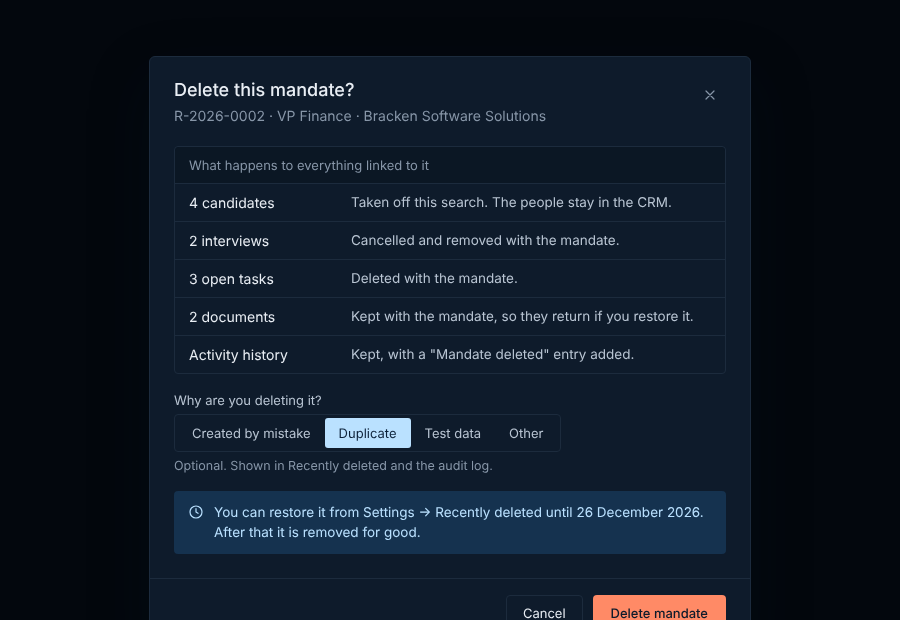 Delete this mandate?
R-2026-0002 · VP Finance · Bracken Software Solutions
What happens to everything linked to it
4 candidates Taken off this search. The people stay in the CRM.
2 interviews Cancelled and removed with the mandate.
3 open tasks Deleted with the mandate.
2 documents Kept with the mandate, so they return if you restore it.
Activity history Kept, with a "Mandate deleted" entry added.
Why are you deleting it?
Created by mistake Duplicate Test data Other
Optional. Shown in Recently deleted and the audit log.
You can restore it from Settings → Recently deleted until 26 December 2026.
After that it is removed for good.
Cancel Delete mandate